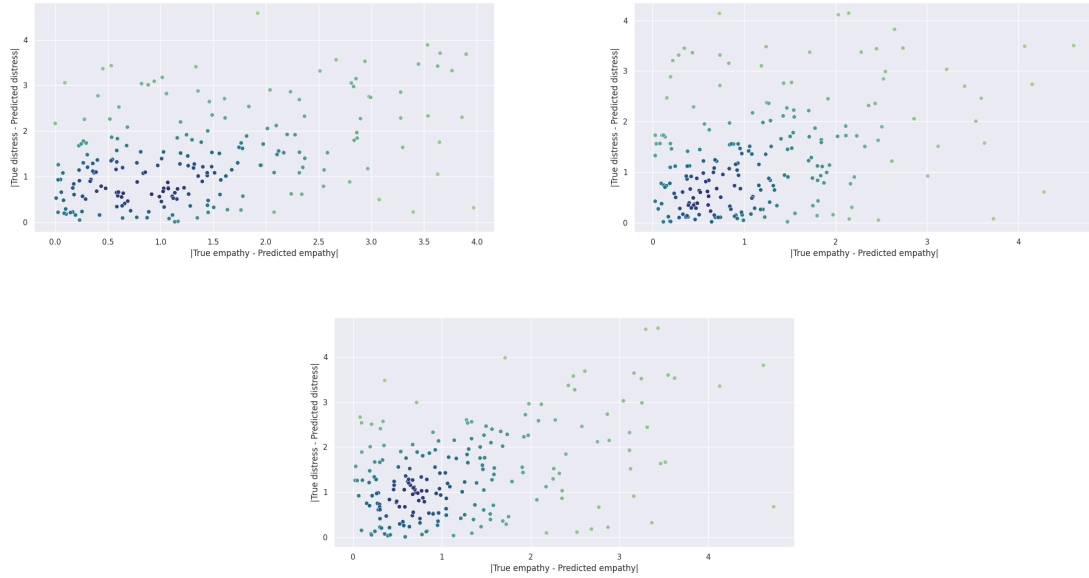 4
3
2
1
0
|True distress - Predicted distress|
0.0 0.5 1.0 1.5 2.0 2.5 3.0 3.5 4.0
|True empathy - Predicted empathy|
4
3
2
1
0
|True distress - Predicted distress|
0 1 2 3 4
|True empathy - Predicted empathy|
4
3
2
1
0
|True distress - Predicted distress|
0 1 2 3 4
|True empathy - Predicted empathy|